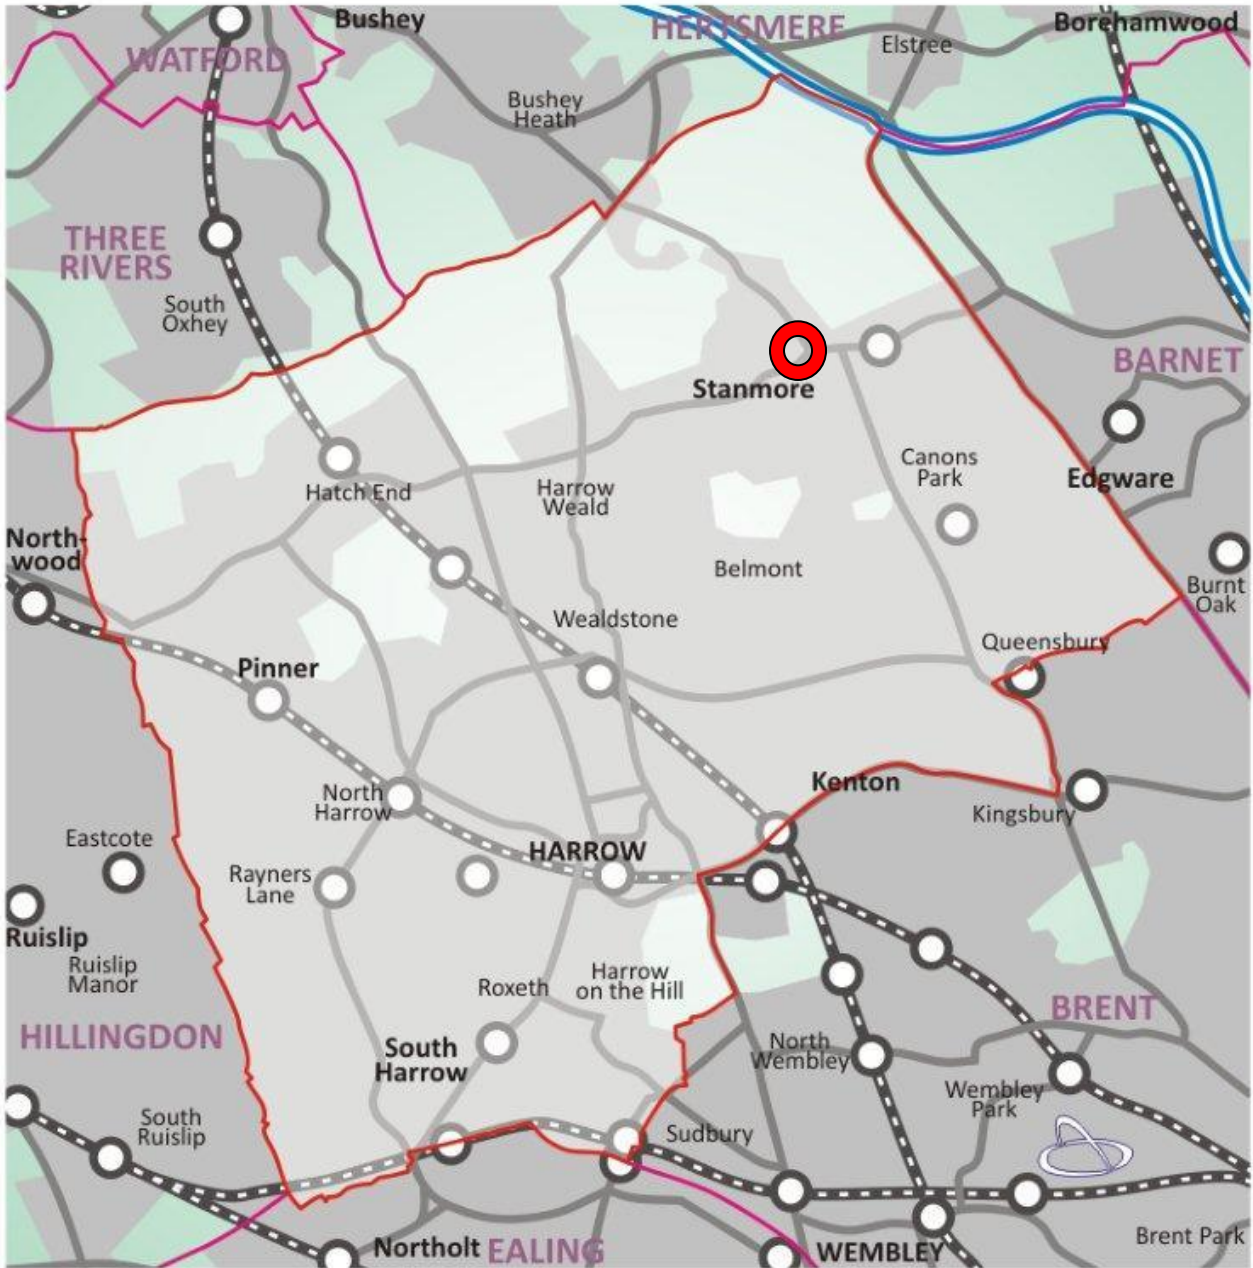 Bushey
HERTSMERE
Borehamwood
Elstree
WATFORD
Bushey
Heath
THREE
RIVERS
South
Oxhey
BARNET
Stanmore
Canons
Park
Edgware
Hatch End
Harrow
Weald
North-
wood
Belmont
Burnt
Oak
Wealdstone
Queensbury
Pinner
Kenton
North
Harrow
Kingsbury
Eastcote
HARROW
Rayners
Lane
Ruislip
Ruislip
Manor
Roxeth
Harrow
on the Hill
BRENT
HILLINGDON
South
Harrow
North
Wembley
Wembley
Park
South
Ruislip
Sudbury
Brent Park
Northolt
EALING
WEMBLEY